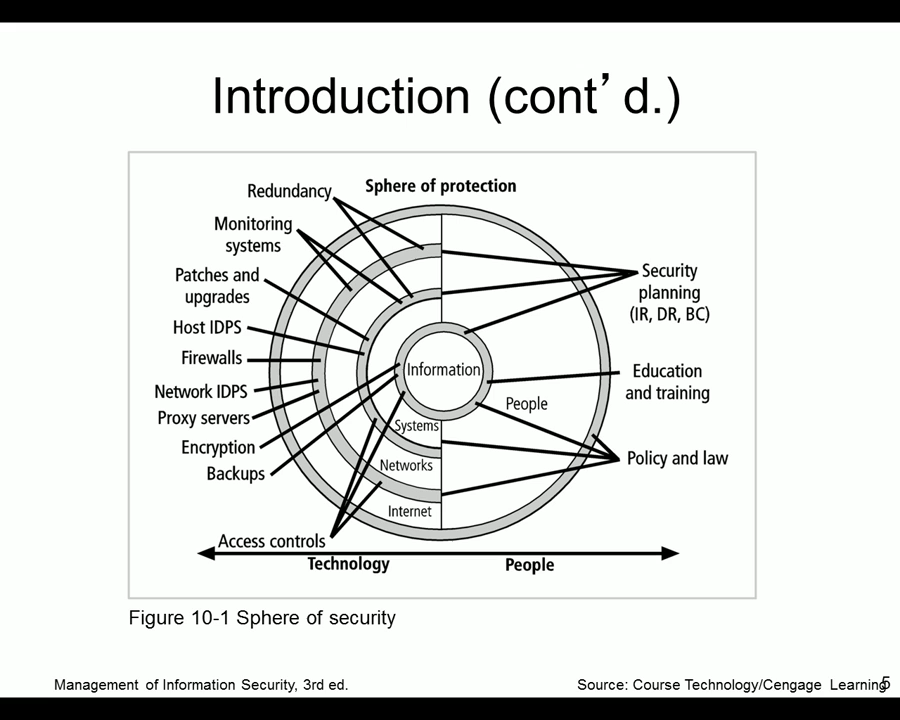 Introduction (cont’d.)
Sphere of protection
Redundancy
Monitoring
systems
Patches and
upgrades
Host IDPS
Firewalls
Network IDPS
Proxy servers
Encryption
Backups
Access controls
Information
Systems
Networks
Internet
People
Security
planning
(IR, DR, BC)
Education
and training
Policy and law
Technology
People
Figure 10-1 Sphere of security
Management of Information Security, 3rd ed.
Source: Course Technology/Cengage Learning
5